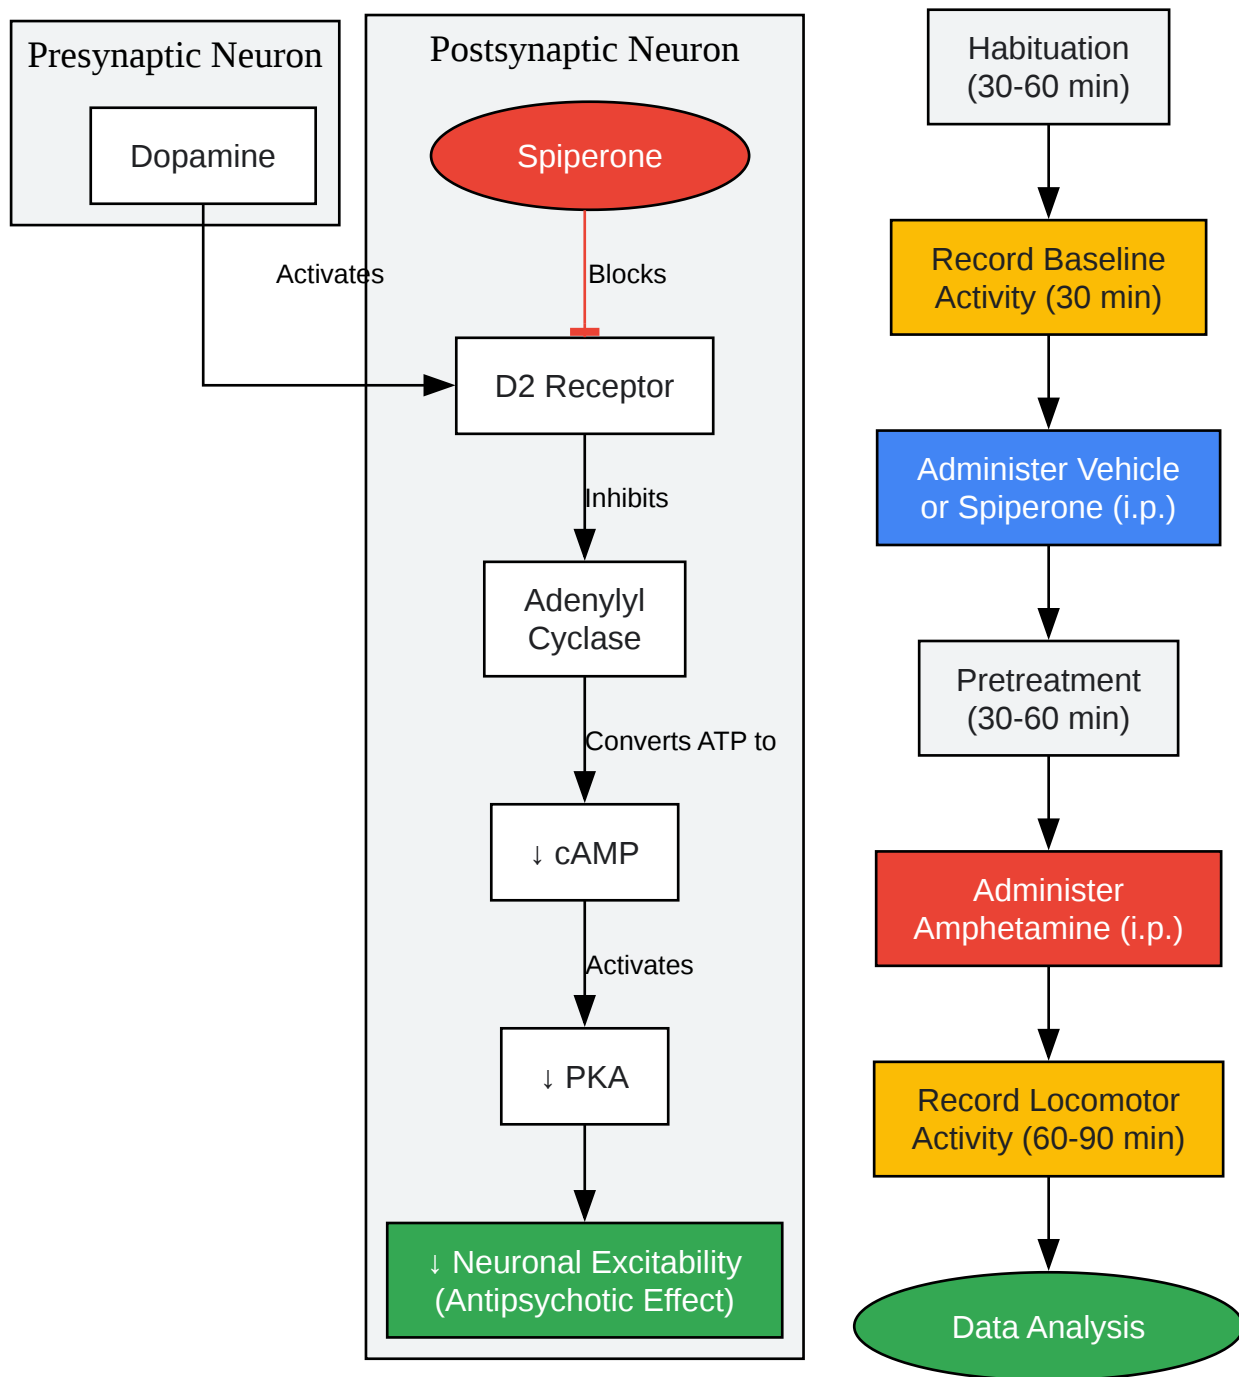 Presynaptic Neuron
Dopamine
Activates
Postsynaptic Neuron
Spiperone
Blocks
D2 Receptor
Inhibits
Adenylyl
Cyclase
Converts ATP to
↓ cAMP
Activates
↓ PKA
↓ Neuronal Excitability
(Antipsychotic Effect)
Habituation
(30-60 min)
Record Baseline
Activity (30 min)
Administer Vehicle
or Spiperone (i.p.)
Pretreatment
(30-60 min)
Administer
Amphetamine (i.p.)
Record Locomotor
Activity (60-90 min)
Data Analysis